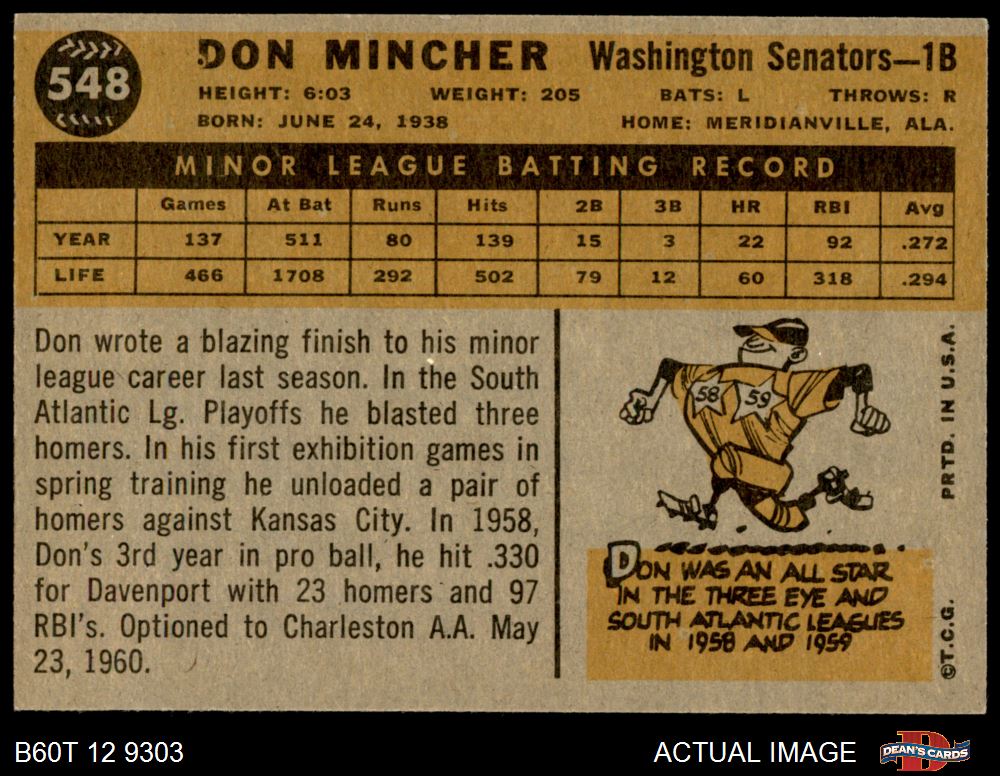 548
DON MINCHER Washington Senators—1B
HEIGHT: 6:03 WEIGHT: 205 BATS: L THROWS: R
BORN: JUNE 24, 1938 HOME: MERIDIANVILLE, ALA.
MINOR LEAGUE BATTING RECORD
Games At Bat Runs Hits 2B 3B HR RBI Avg
YEAR 137 511 80 139 15 3 22 92 .272
LIFE 466 1708 292 502 79 12 60 318 .294
Don wrote a blazing finish to his minor
league career last season. In the South
Atlantic Lg. Playoffs he blasted three
homers. In his first exhibition games in
spring training he unloaded a pair of
homers against Kansas City. In 1958,
Don's 3rd year in pro ball, he hit .330
for Davenport with 23 homers and 97
RBI's. Optioned to Charleston A.A. May
23, 1960.
58 59
DON WAS AN ALL STAR
IN THE THREE EYE AND
SOUTH ATLANTIC LEAGUES
IN 1958 AND 1959
©T.C.G. PRTD. IN U.S.A.
B60T 12 9303 ACTUAL IMAGE DEAN'S CARDS